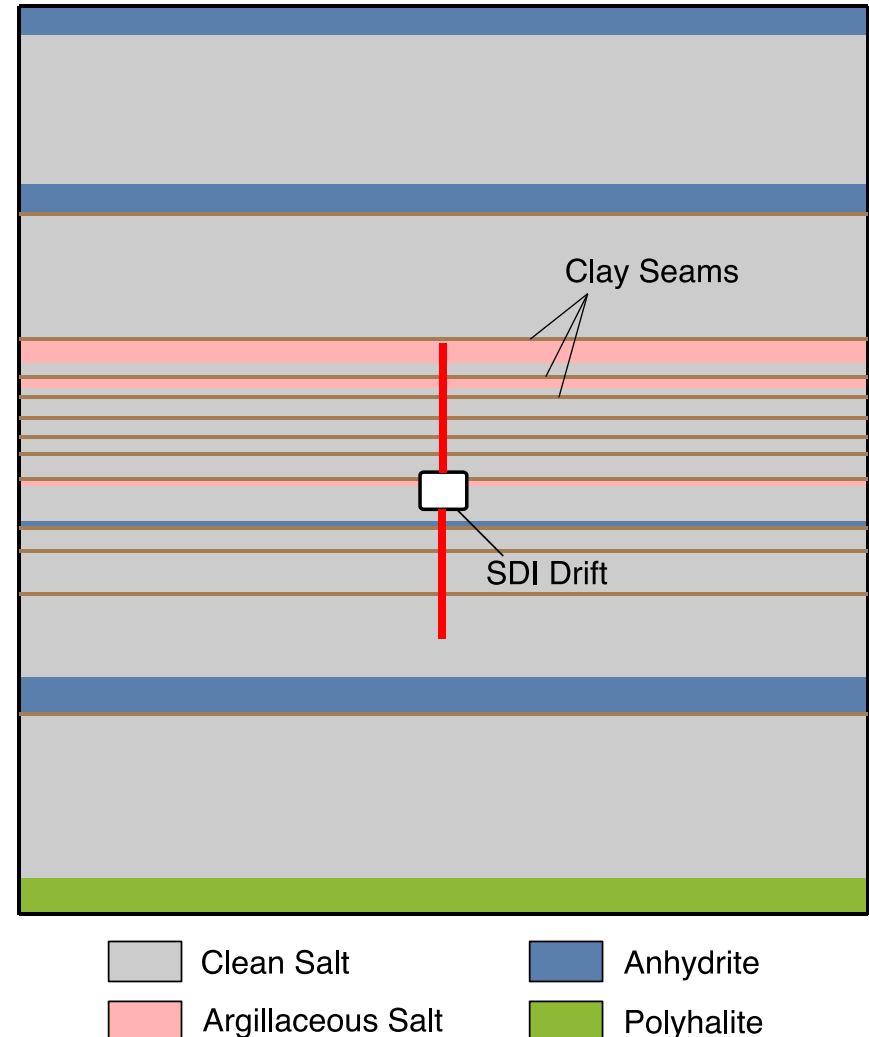 Clay Seams
SDI Drift
Clean Salt
Anhydrite
Argillaceous Salt
Polyhalite